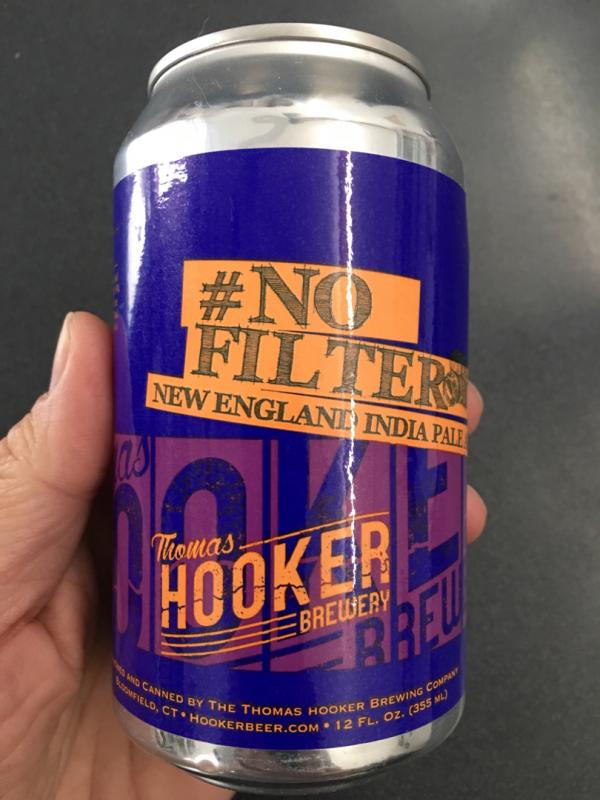 #NO
FILTER
NEW ENGLAND INDIA PALE
Thomas
HOOKER
BREWERY
AND CANNED BY THE THOMAS HOOKER BREWING COMPANY
BLOOMFIELD, CT • HOOKERBEER.COM • 12 FL. OZ. (355 ML)